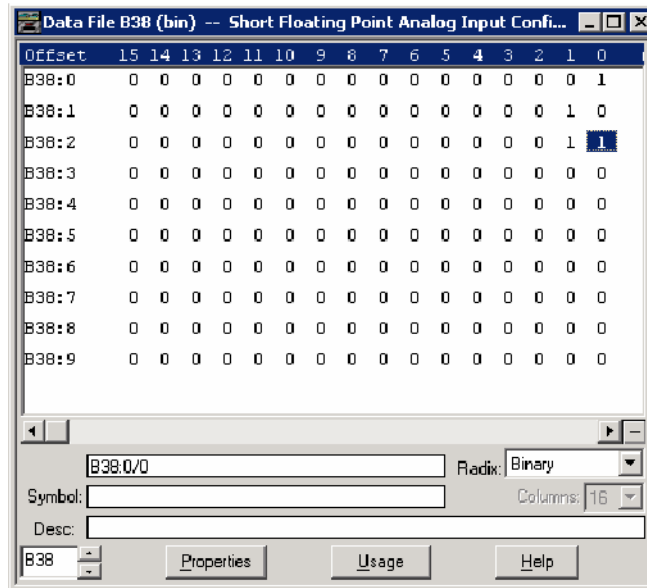 Data File B38 (bin) -- Short Floating Point Analog Input Confi...
Offset 15 14 13 12 11 10 9 8 7 6 5 4 3 2 1 0
B38:0 0 0 0 0 0 0 0 0 0 0 0 0 0 0 0 1
B38:1 0 0 0 0 0 0 0 0 0 0 0 0 0 0 1 0
B38:2 0 0 0 0 0 0 0 0 0 0 0 0 0 0 1 1
B38:3 0 0 0 0 0 0 0 0 0 0 0 0 0 0 0 0
B38:4 0 0 0 0 0 0 0 0 0 0 0 0 0 0 0 0
B38:5 0 0 0 0 0 0 0 0 0 0 0 0 0 0 0 0
B38:6 0 0 0 0 0 0 0 0 0 0 0 0 0 0 0 0
B38:7 0 0 0 0 0 0 0 0 0 0 0 0 0 0 0 0
B38:8 0 0 0 0 0 0 0 0 0 0 0 0 0 0 0 0
B38:9 0 0 0 0 0 0 0 0 0 0 0 0 0 0 0 0
B38:0/0 Radix: Binary
Symbol: Columns: 16
Desc:
B38 Properties Usage Help